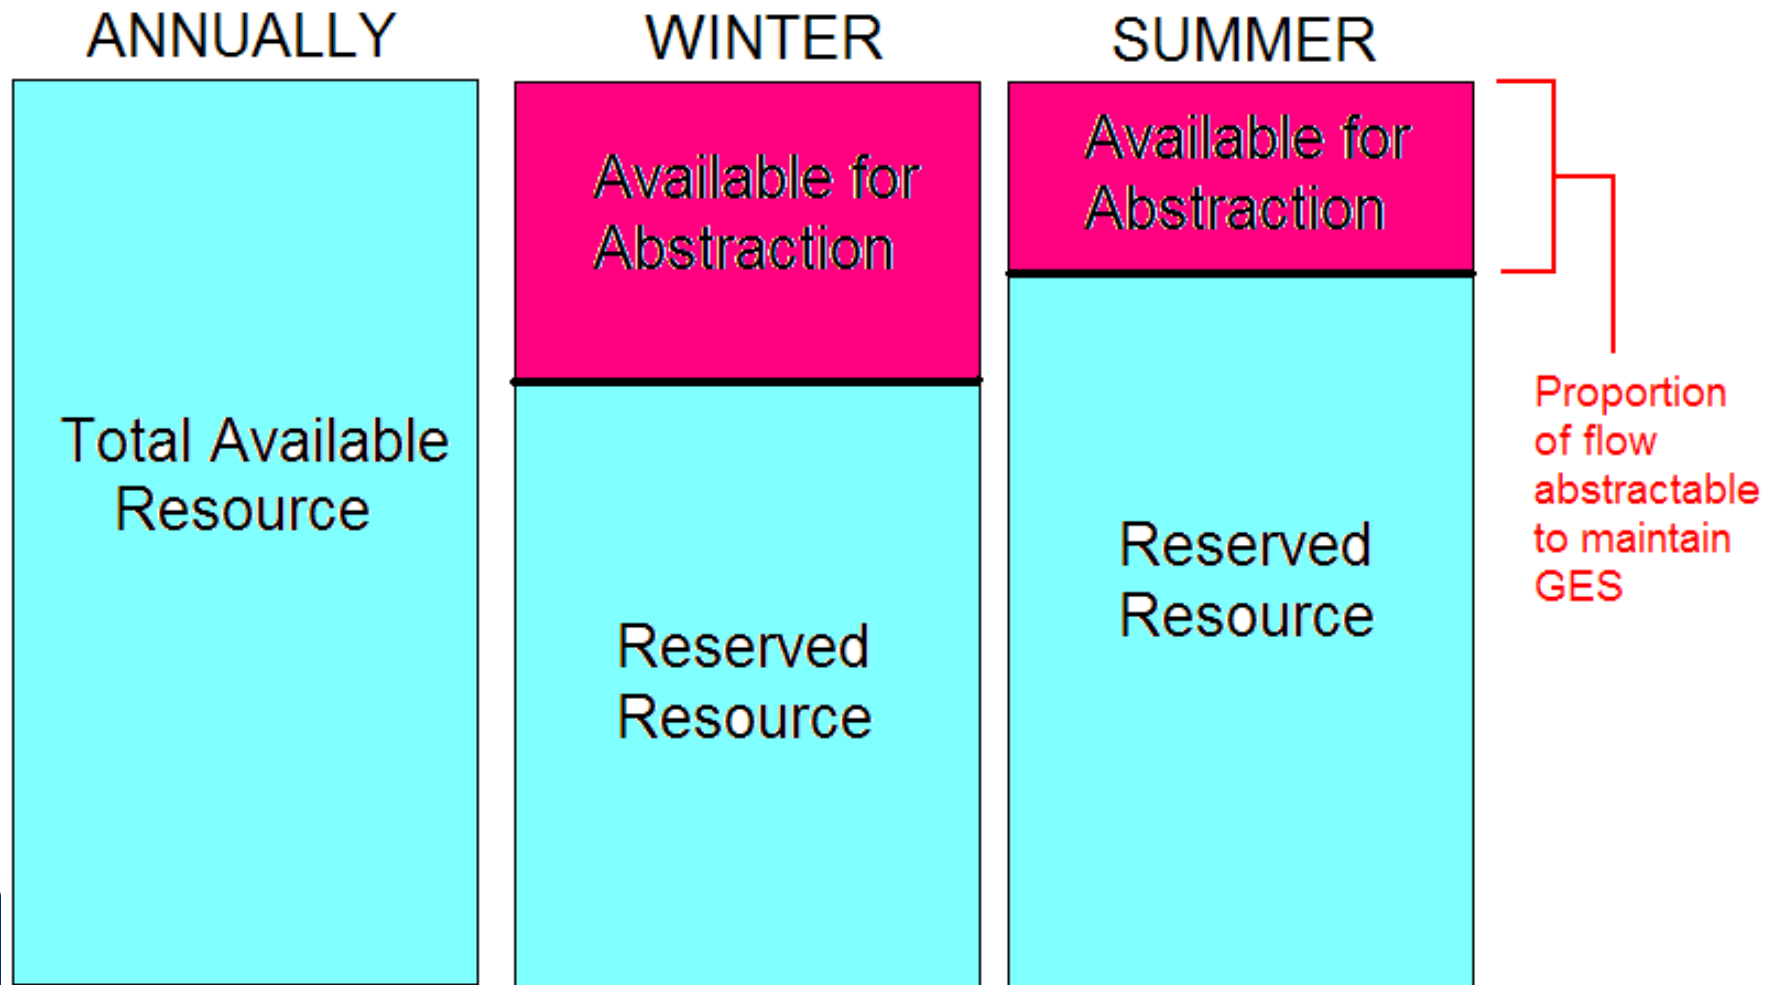 ANNUALLY
Total Available
Resource
WINTER
Available for
Abstraction
Reserved
Resource
SUMMER
Available for
Abstraction
Reserved
Resource
Proportion
of flow
abstractable
to maintain
GES